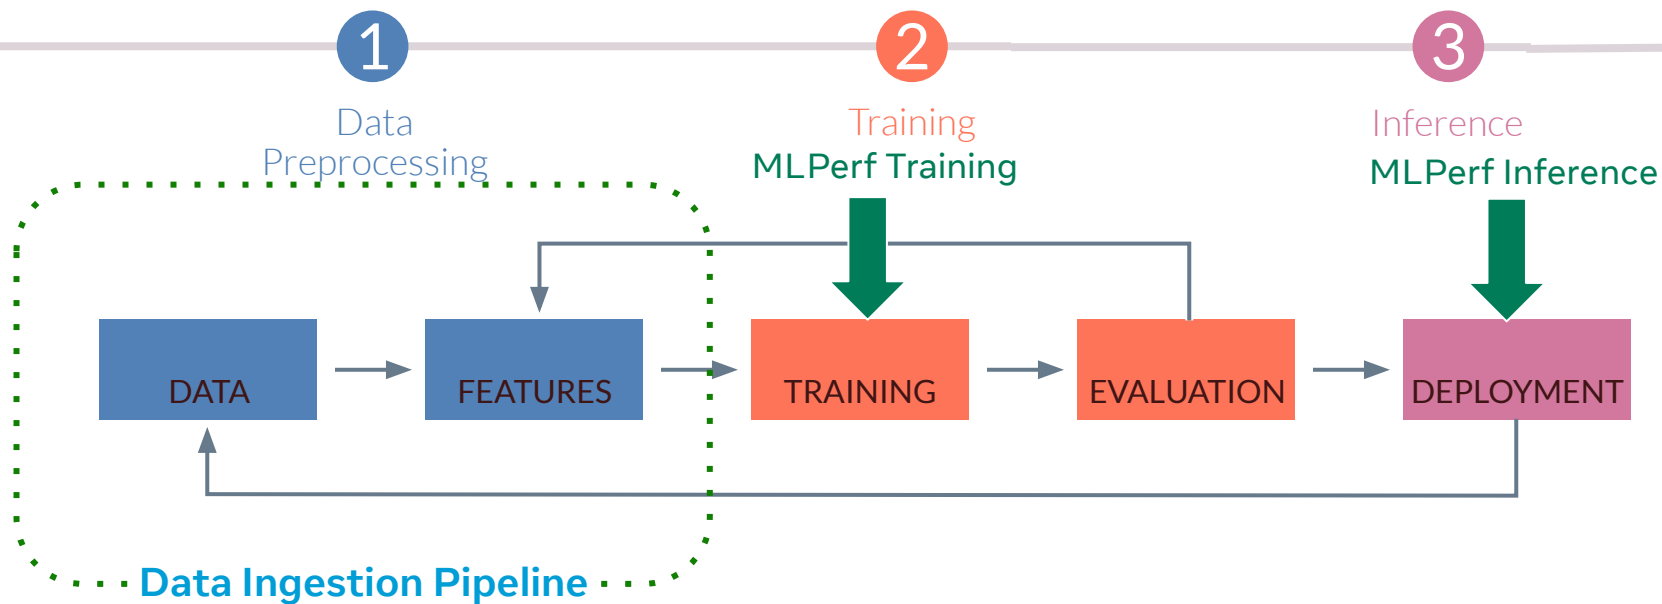 1
2
3
Data
Preprocessing
Training
MLPerf Training
Inference
MLPerf Inference
DATA
FEATURES
TRAINING
EVALUATION
DEPLOYMENT
Data Ingestion Pipeline